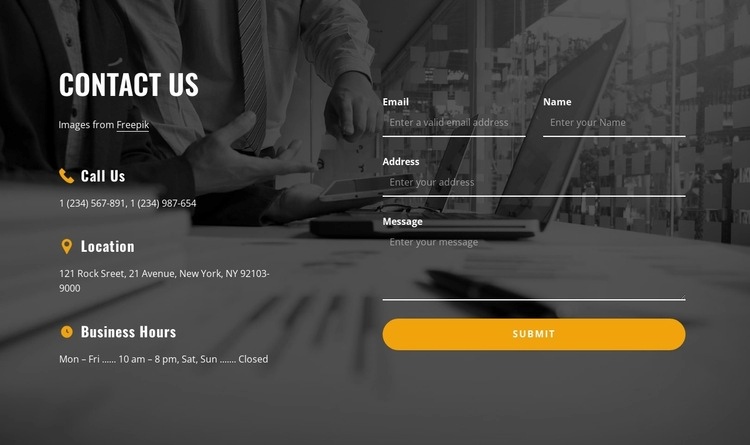 CONTACT US
Images from Freepik
Call Us
1 (234) 567-891, 1 (234) 987-654
Location
121 Rock Sreet, 21 Avenue, New York, NY 92103-
9000
Business Hours
Mon – Fri ...... 10 am – 8 pm, Sat, Sun ....... Closed
Email Name
Enter a valid email address Enter your Name
Address
Enter your address
Message
Enter your message
SUBMIT